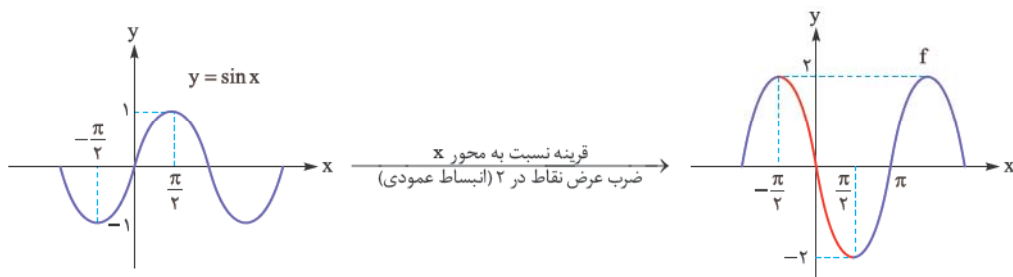 y
y = sin x
۱
−π/۲
x
π/۲
−۱
قرینه نسبت به محور x
ضرب عرض نقاط در ۲ (انبساط عمودی)
y
f
۲
x
−π/۲
π/۲
π
−۲